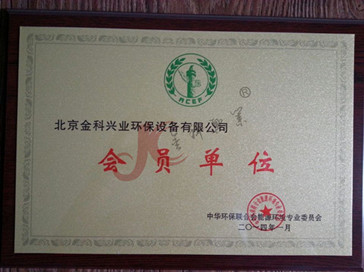 ACEF
北京金科兴业环保设备有限公司
®
会员单位
中华环保联合会能源环境专业委员会
二〇一四年一月